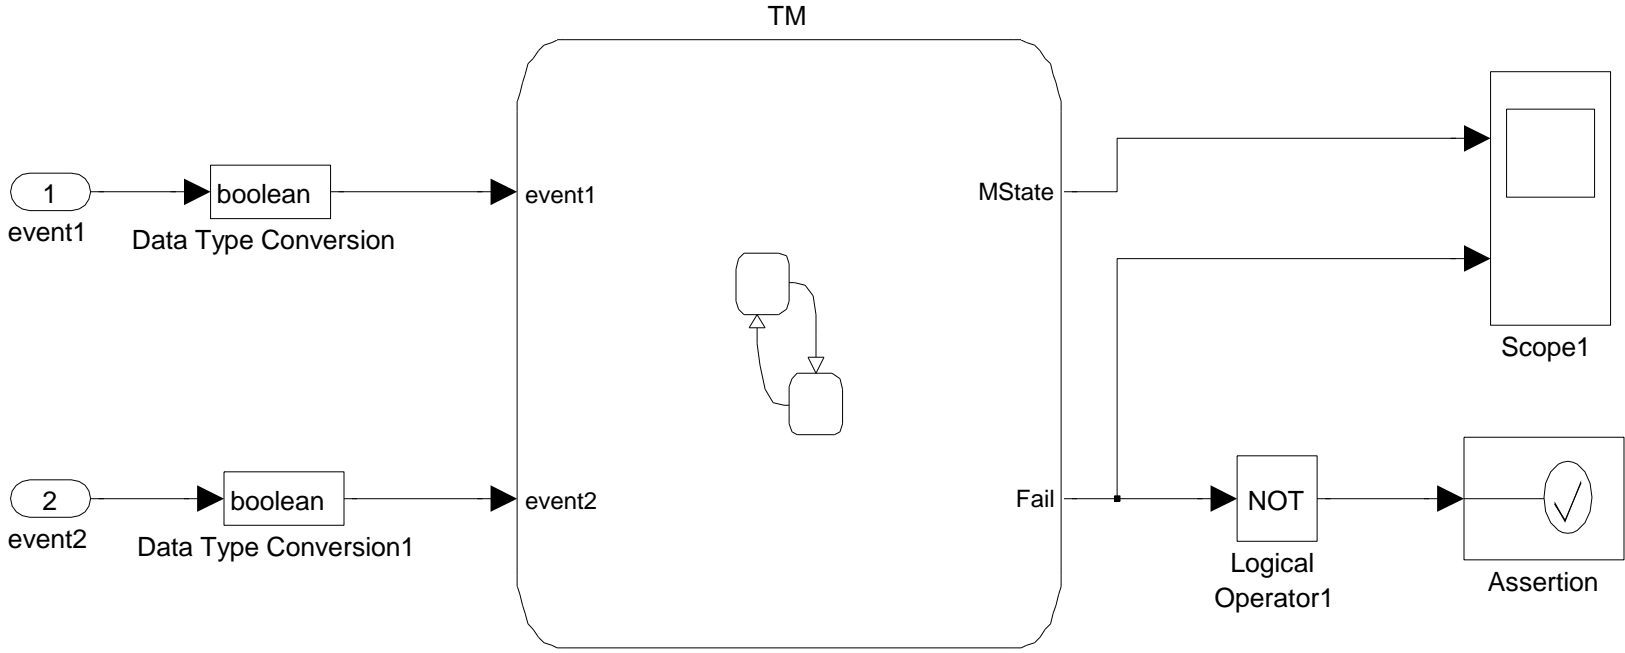 TM
1
event1
boolean
Data Type Conversion
event1
MState
Scope1
2
event2
boolean
Data Type Conversion1
event2
Fail
NOT
Logical
Operator1
Assertion